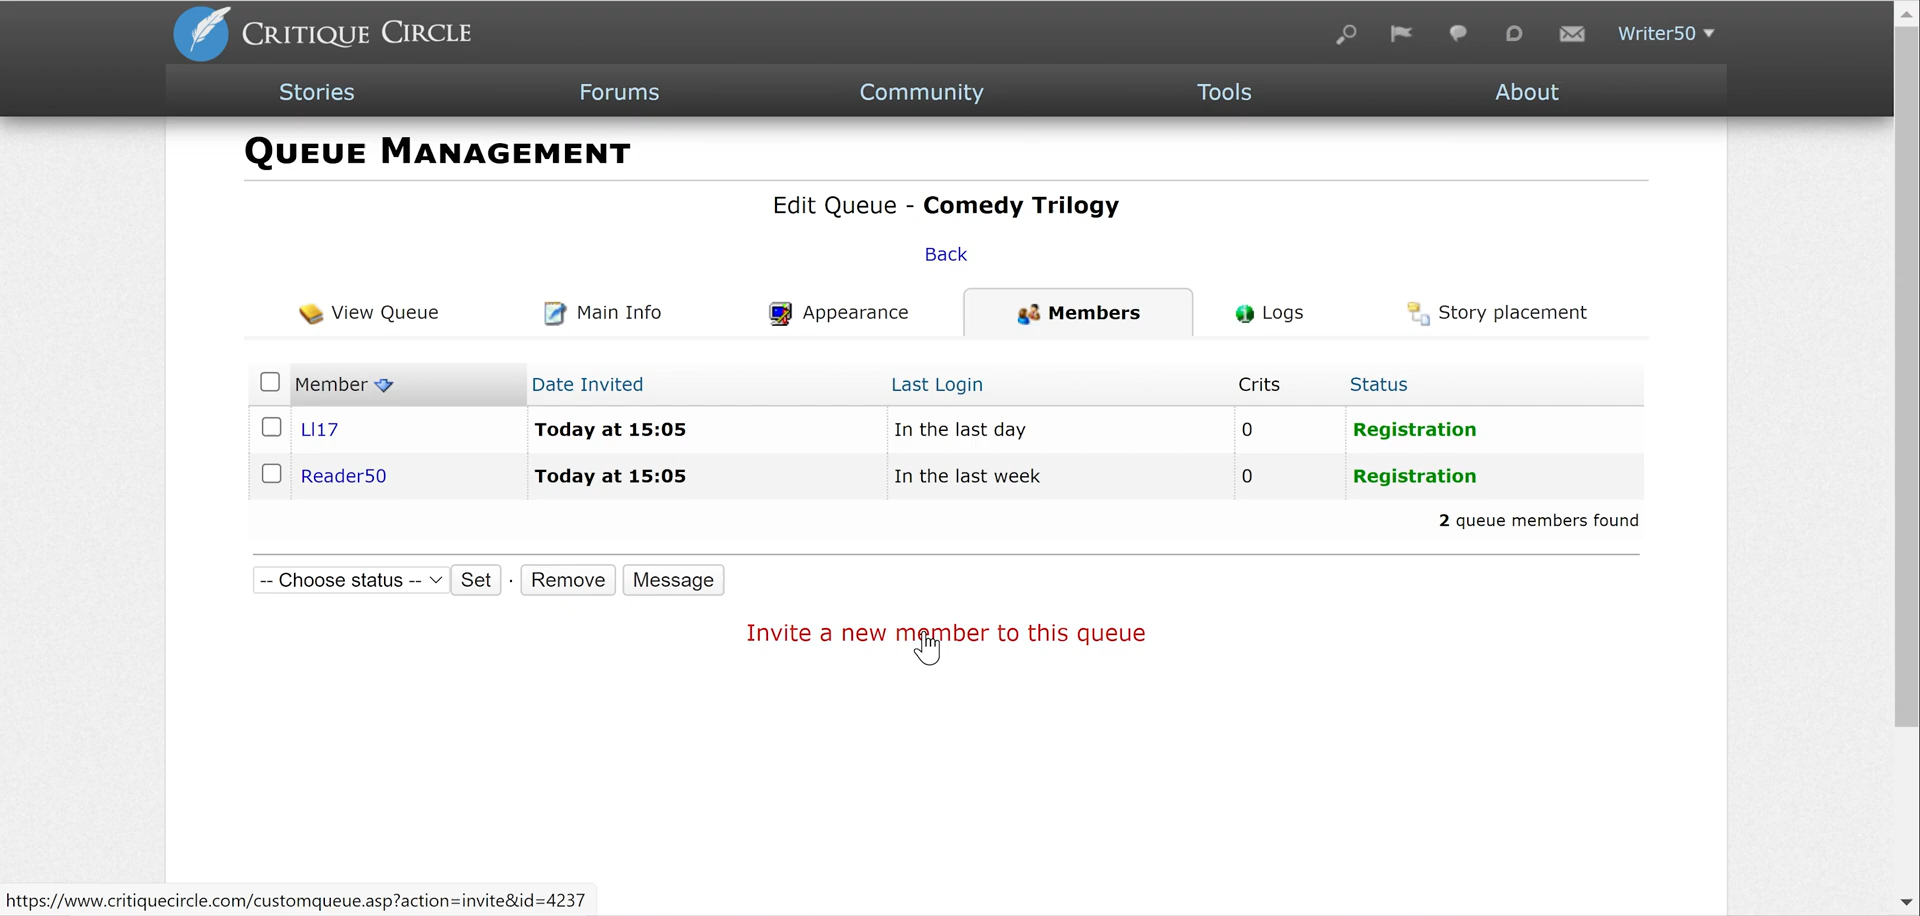 CRITIQUE CIRCLE
Writer50
Stories Forums Community Tools About
QUEUE MANAGEMENT
Edit Queue - Comedy Trilogy
Back
View Queue Main Info Appearance Members Logs Story placement
Member Date Invited Last Login Crits Status
Ll17 Today at 15:05 In the last day 0 Registration
Reader50 Today at 15:05 In the last week 0 Registration
2 queue members found
-- Choose status -- Set · Remove Message
Invite a new member to this queue
https://www.critiquecircle.com/customqueue.asp?action=invite&id=4237